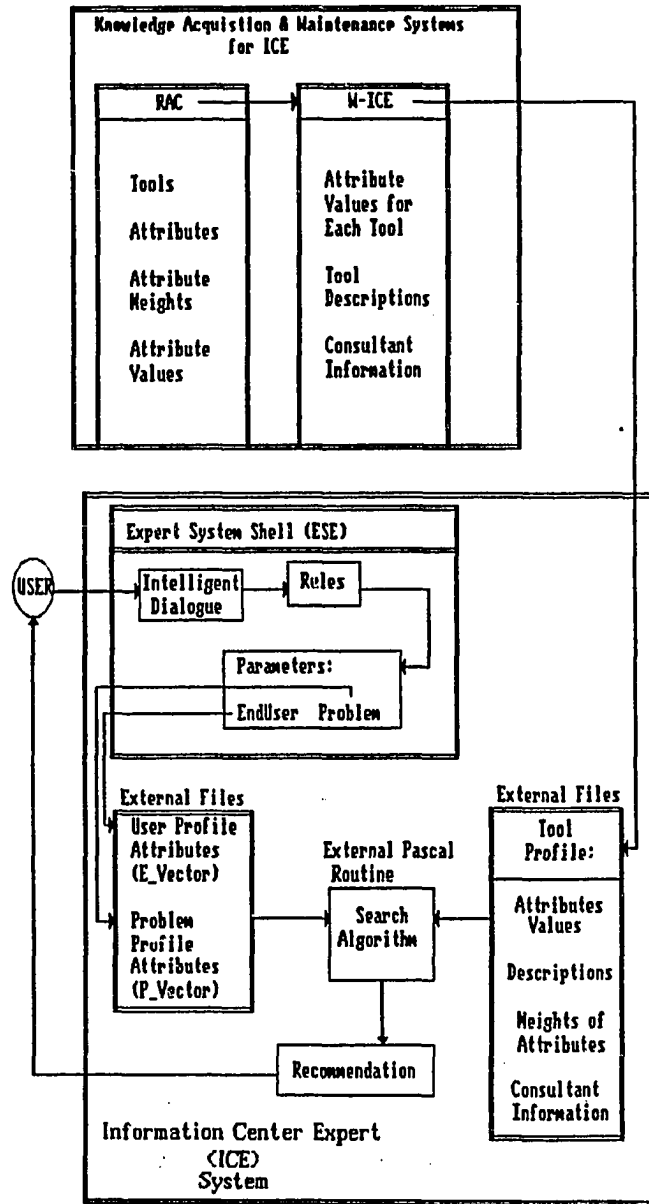 Knowledge Acquistion & Maintenance Systems
for ICE
RAC
W-ICE
Tools
Attributes
Attribute
Weights
Attribute
Values
Attribute
Values for
Each Tool
Tool
Descriptions
Consultant
Information
Expert System Shell (ESE)
USER
Intelligent
Dialogue
Rules
Parameters:
EndUser Problem
External Files
User Profile
Attributes
(E_Vector)
Problem
Profile
Attributes
(P_Vector)
External Pascal
Routine
Search
Algorithm
Recommendation
External Files
Tool
Profile:
Attributes
Values
Descriptions
Weights of
Attributes
Consultant
Information
Information Center Expert
(ICE)
System